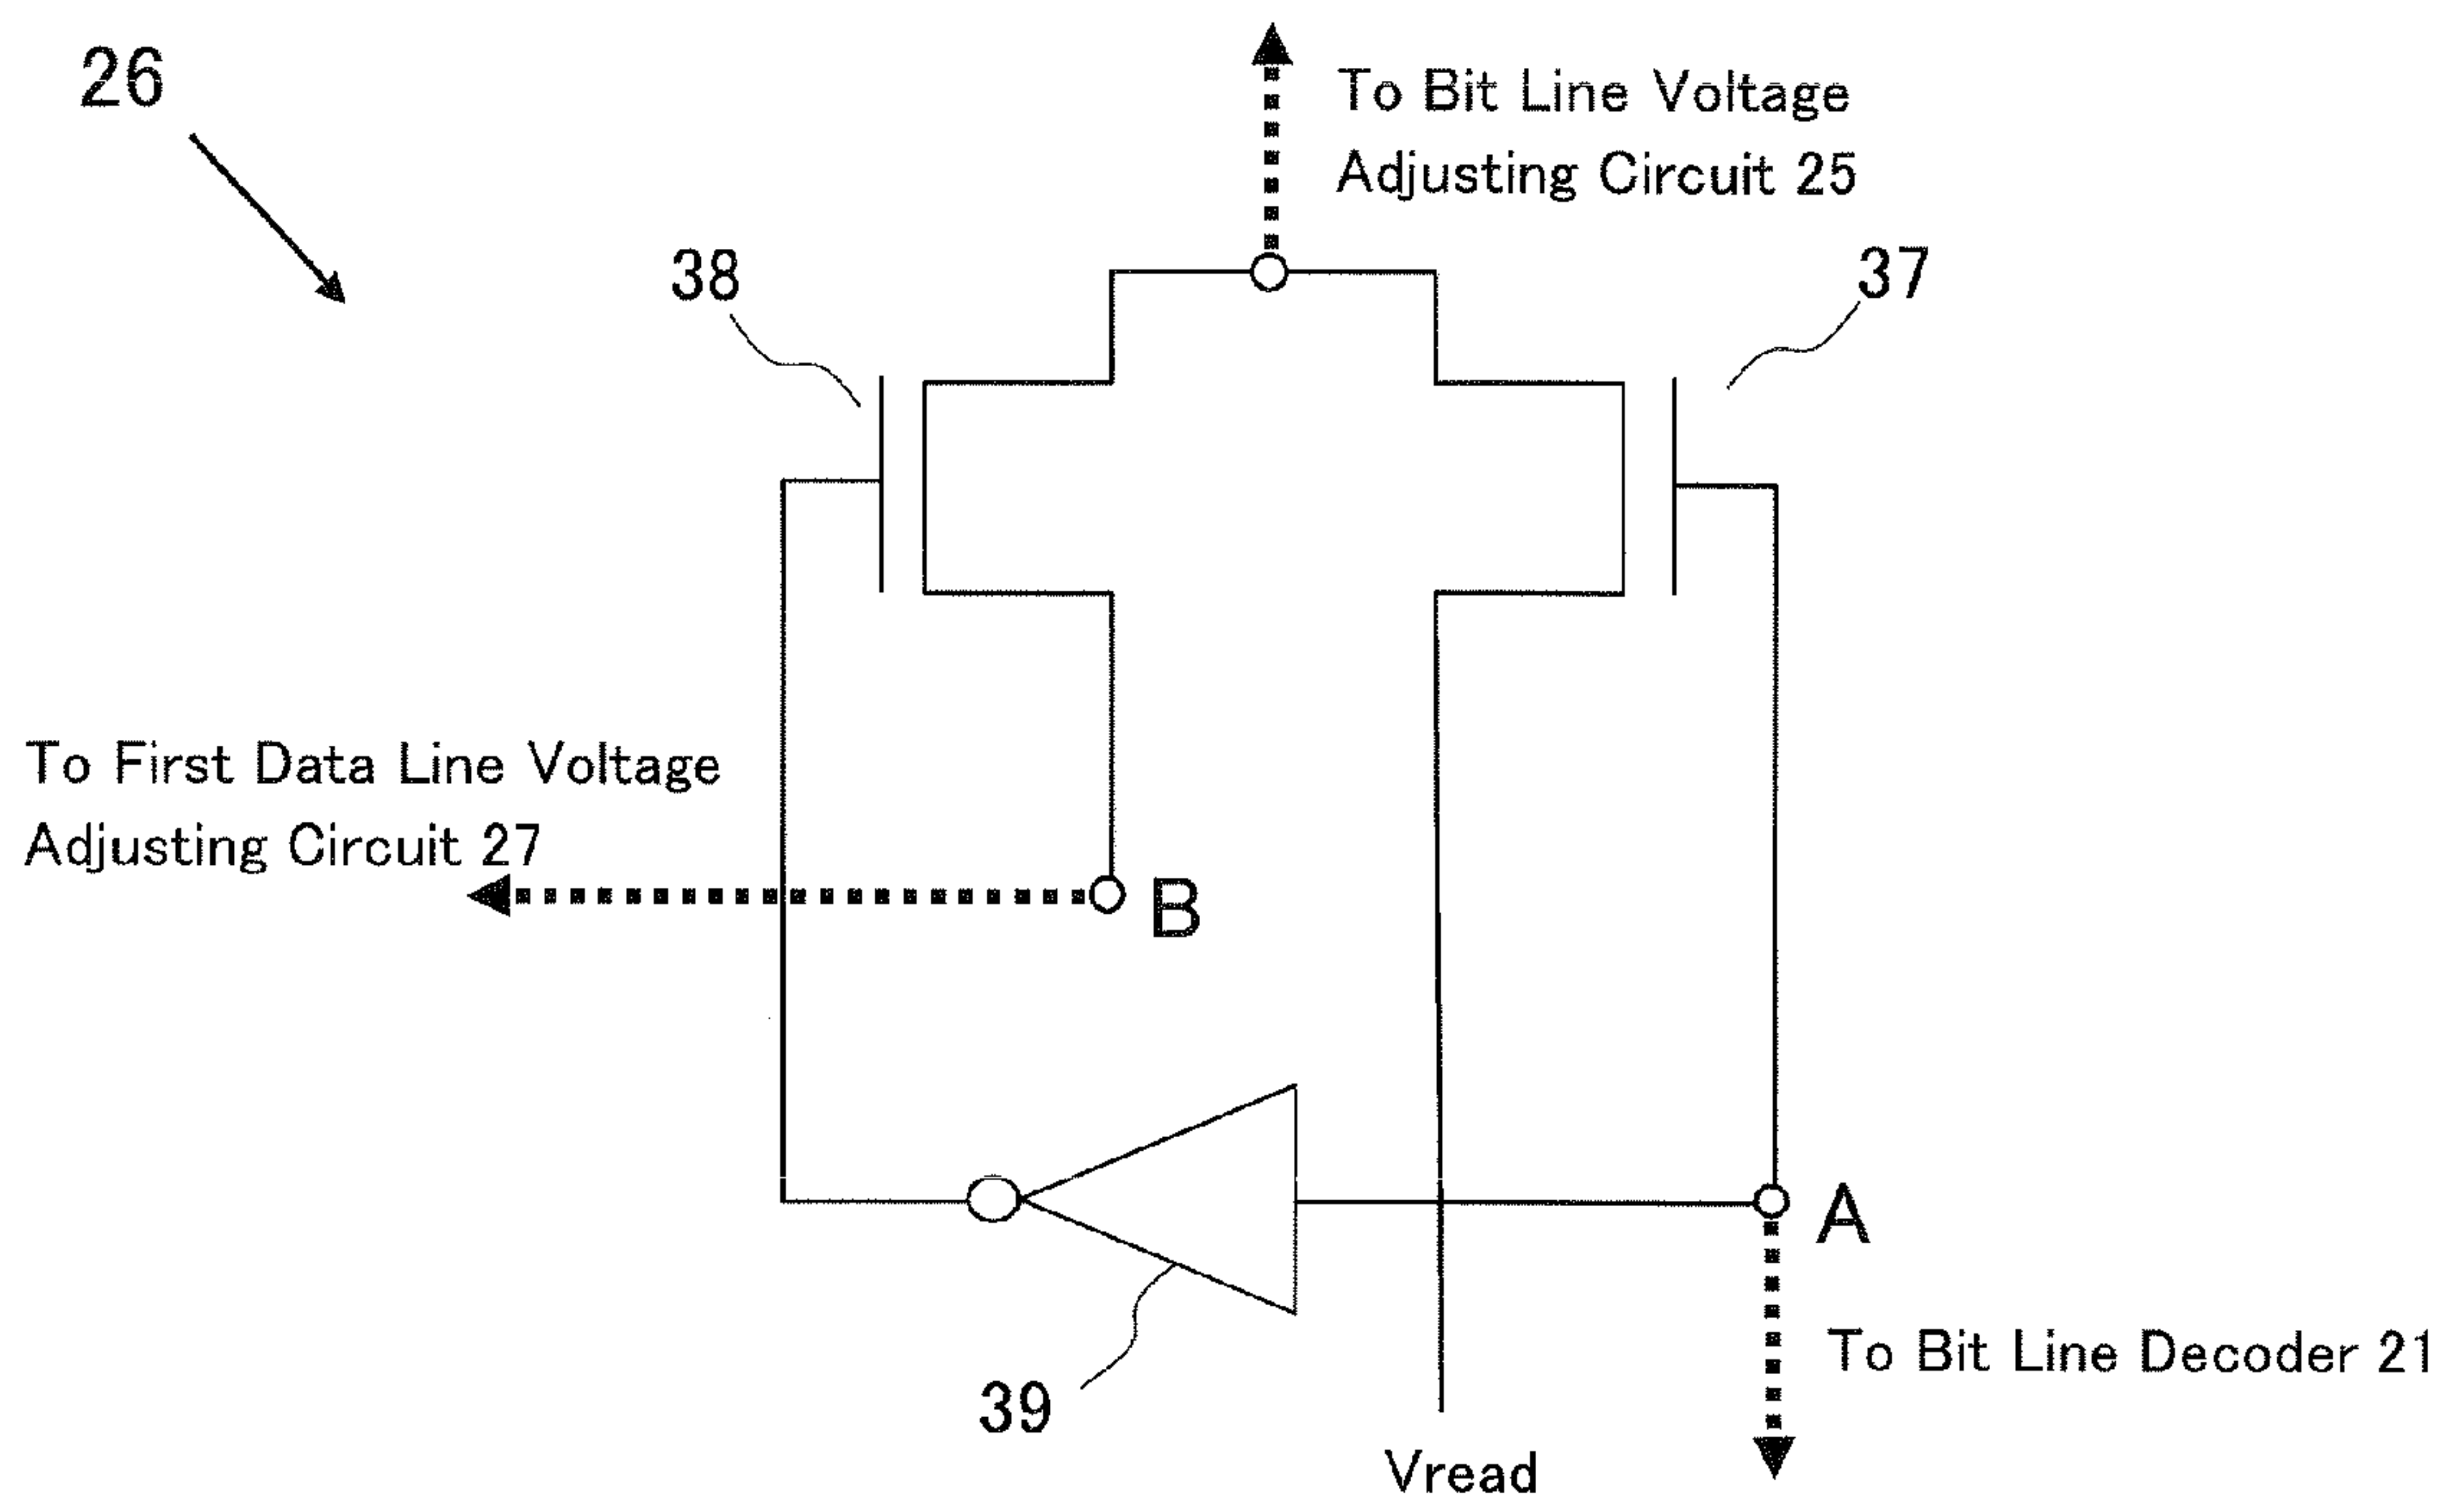 26
To Bit Line Voltage
Adjusting Circuit 25
38
37
To First Data Line Voltage
Adjusting Circuit 27
B
A
To Bit Line Decoder 21
39
Vread